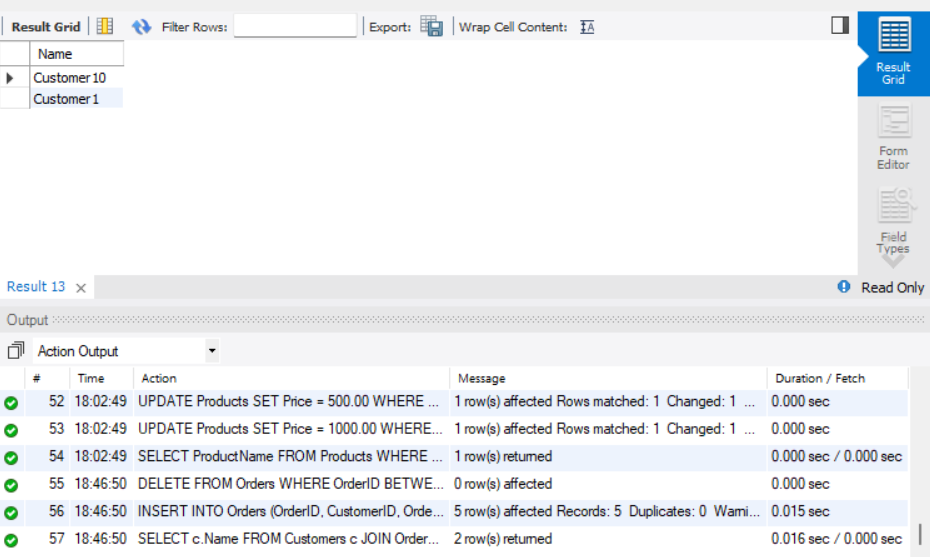 Result Grid Filter Rows: Export: Wrap Cell Content:
Name
Customer10
Customer1
Result
Grid
Form
Editor
Field
Types
Result 13 Read Only
Output
Action Output
# Time Action Message Duration / Fetch
52 18:02:49 UPDATE Products SET Price = 500.00 WHERE ... 1 row(s) affected Rows matched: 1 Changed: 1 ... 0.000 sec
53 18:02:49 UPDATE Products SET Price = 1000.00 WHERE... 1 row(s) affected Rows matched: 1 Changed: 1 ... 0.000 sec
54 18:02:49 SELECT ProductName FROM Products WHERE ... 1 row(s) returned 0.000 sec / 0.000 sec
55 18:46:50 DELETE FROM Orders WHERE OrderID BETWE... 0 row(s) affected 0.000 sec
56 18:46:50 INSERT INTO Orders (OrderID, CustomerID, Orde... 5 row(s) affected Records: 5 Duplicates: 0 Warni... 0.015 sec
57 18:46:50 SELECT c.Name FROM Customers c JOIN Order... 2 row(s) returned 0.016 sec / 0.000 sec